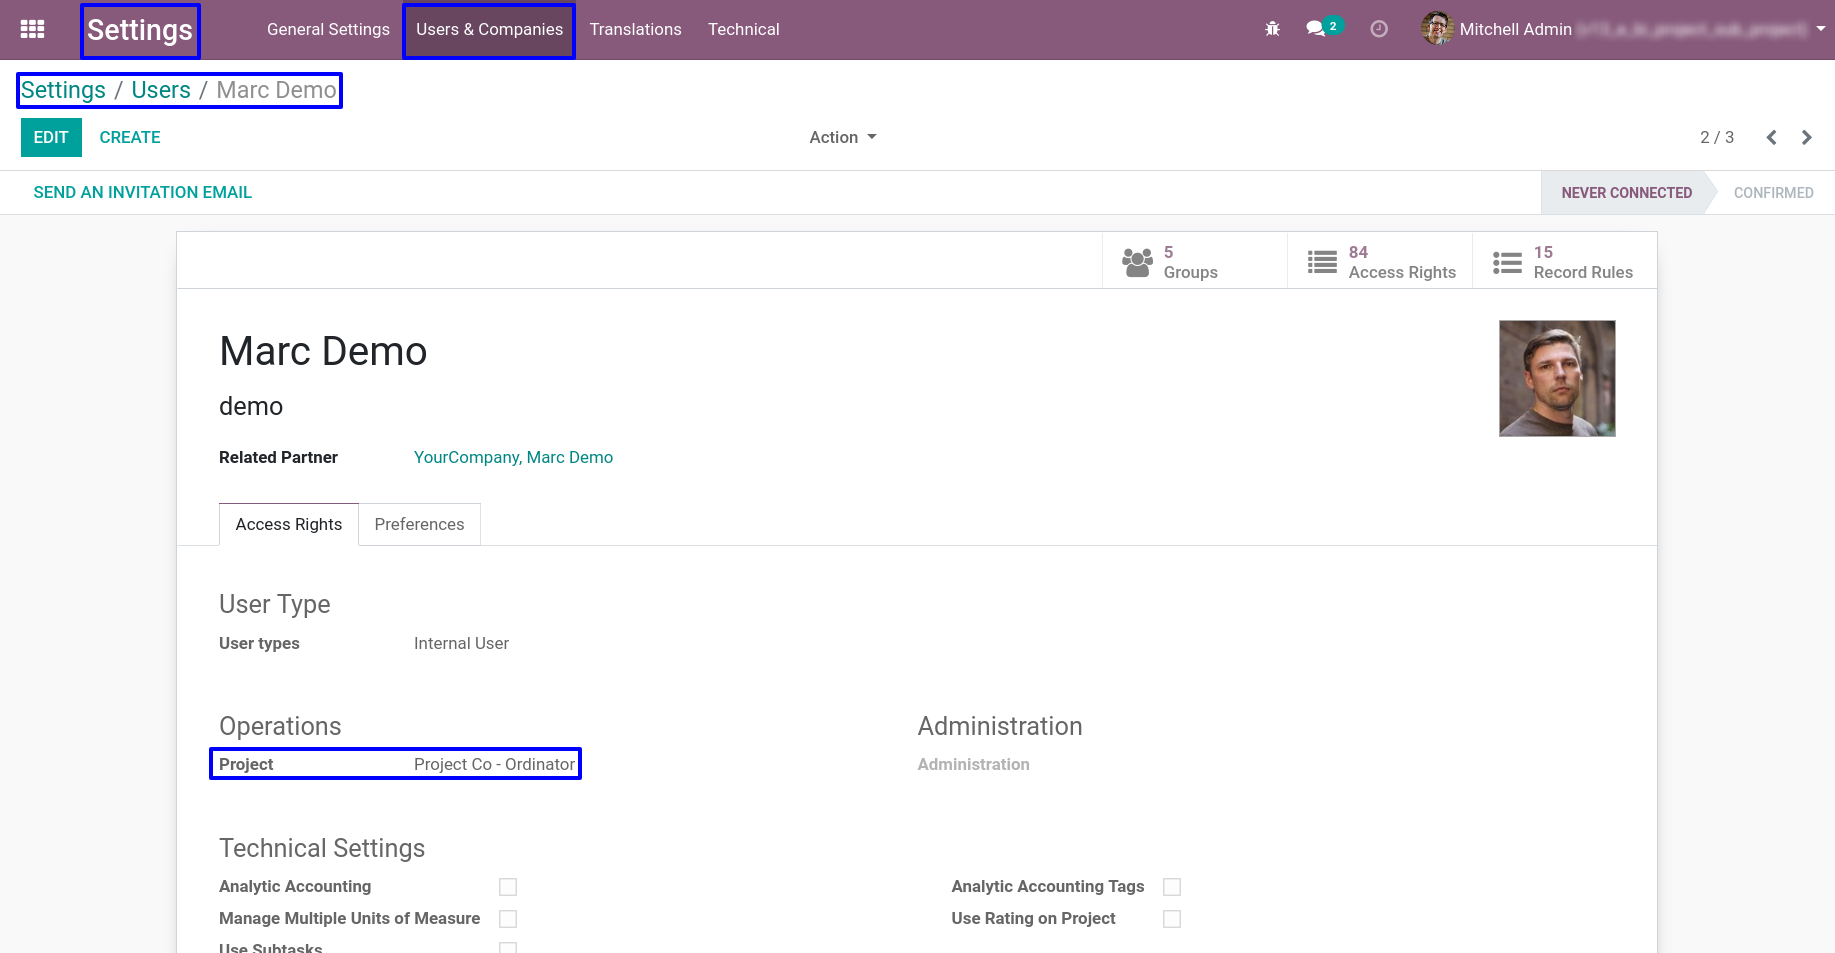 Settings General Settings Users & Companies Translations Technical 2 Mitchell Admin
Settings / Users / Marc Demo
EDIT CREATE Action 2 / 3
SEND AN INVITATION EMAIL NEVER CONNECTED CONFIRMED
5 84 15
Groups Access Rights Record Rules
Marc Demo
demo
Related Partner YourCompany, Marc Demo
Access Rights Preferences
User Type
User types Internal User
Operations Administration
Project Project Co - Ordinator Administration
Technical Settings
Analytic Accounting Analytic Accounting Tags
Manage Multiple Units of Measure Use Rating on Project
Use Subtasks